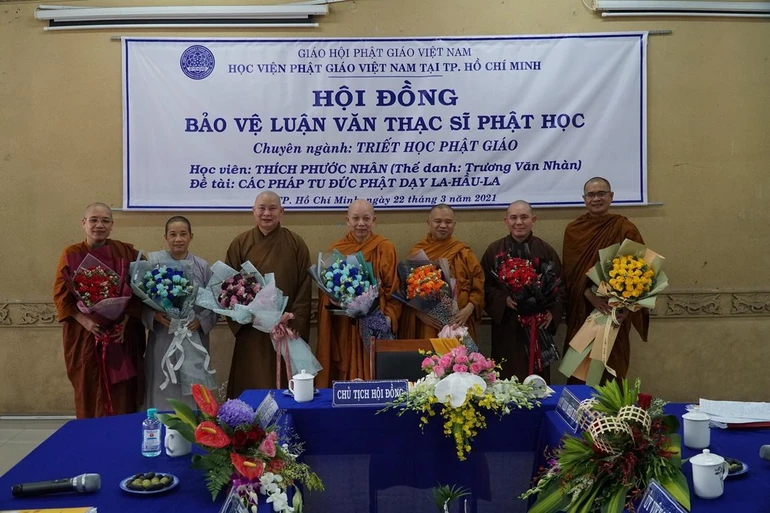 GIÁO HỘI PHẬT GIÁO VIỆT NAM
HỌC VIỆN PHẬT GIÁO VIỆT NAM TẠI TP. HỒ CHÍ MINH
HỘI ĐỒNG
BẢO VỆ LUẬN VĂN THẠC SĨ PHẬT HỌC
Chuyên ngành: TRIẾT HỌC PHẬT GIÁO
Học viên: THÍCH PHƯỚC NHÂN (Thế danh: Trương Văn Nhàn)
Đề tài: CÁC PHÁP TU ĐỨC PHẬT DẠY LA-HẦU-LA
TP. Hồ Chí Minh, ngày 22 tháng 3 năm 2021
CHỦ TỊCH HỘI ĐỒNG